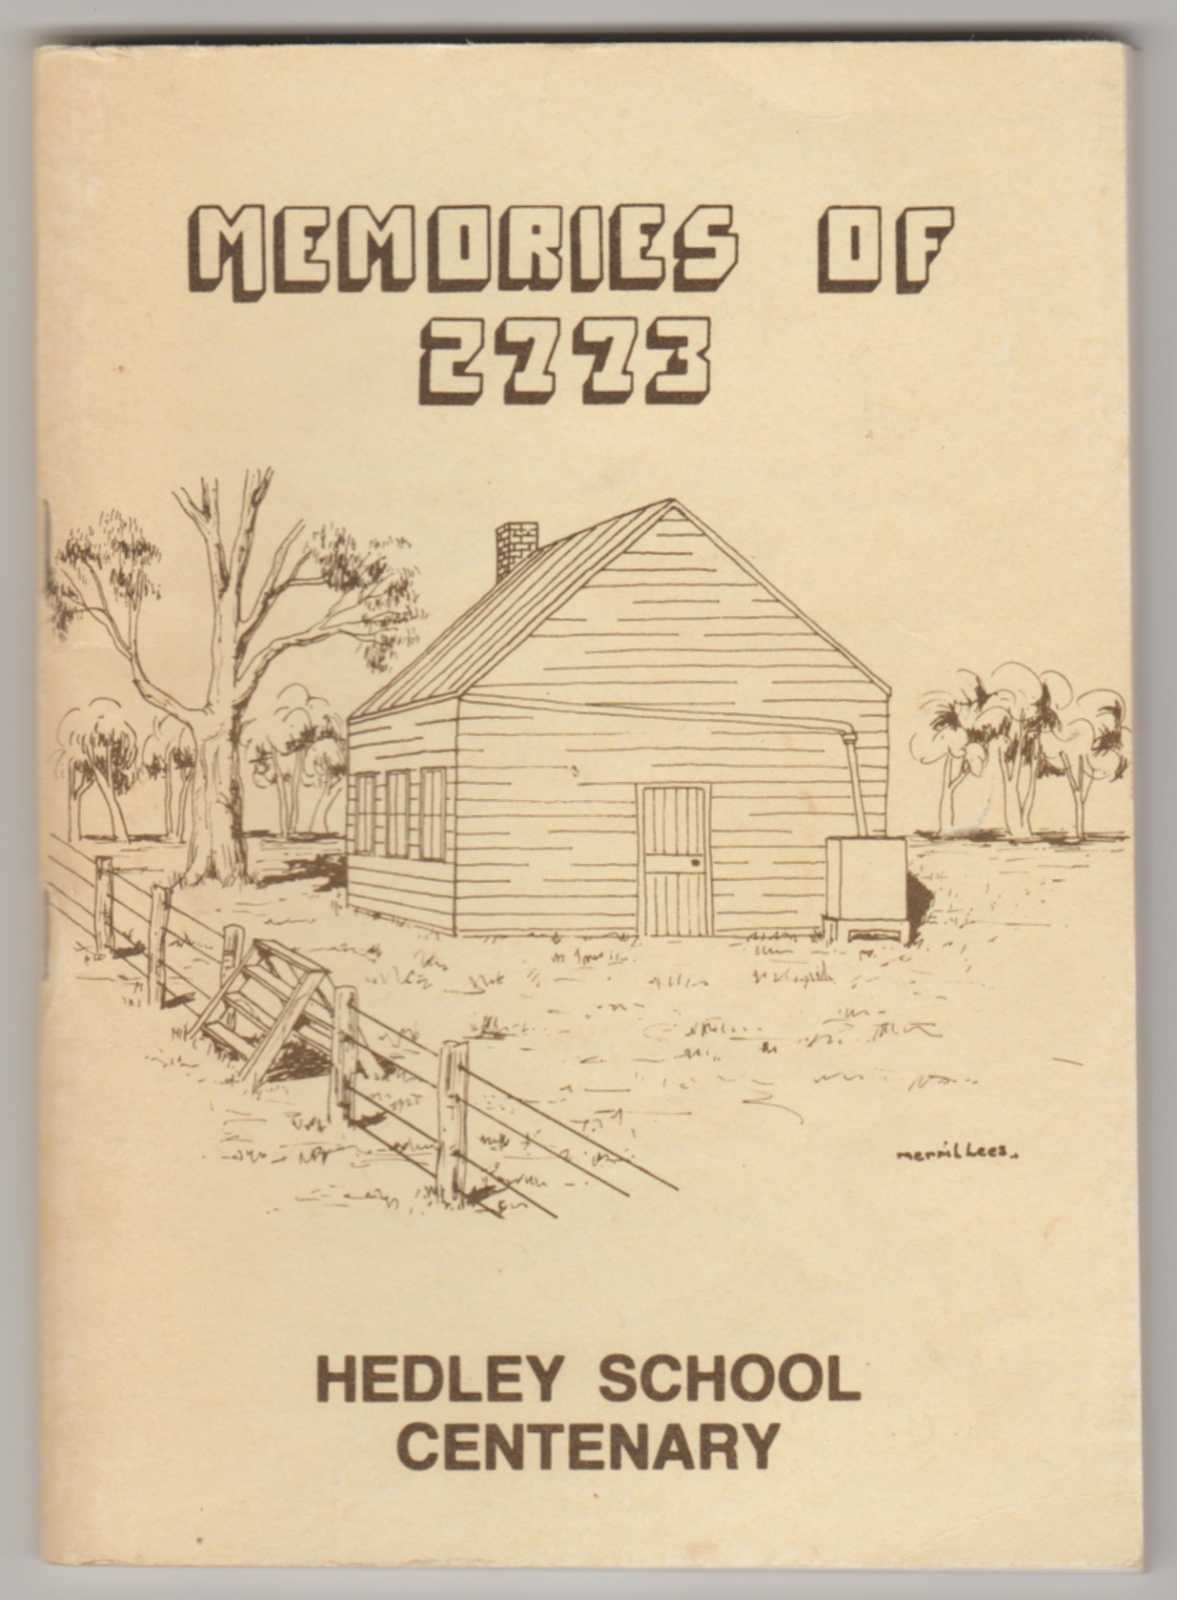 MEMORIES OF
2773
merril Lees.
HEDLEY SCHOOL
CENTENARY